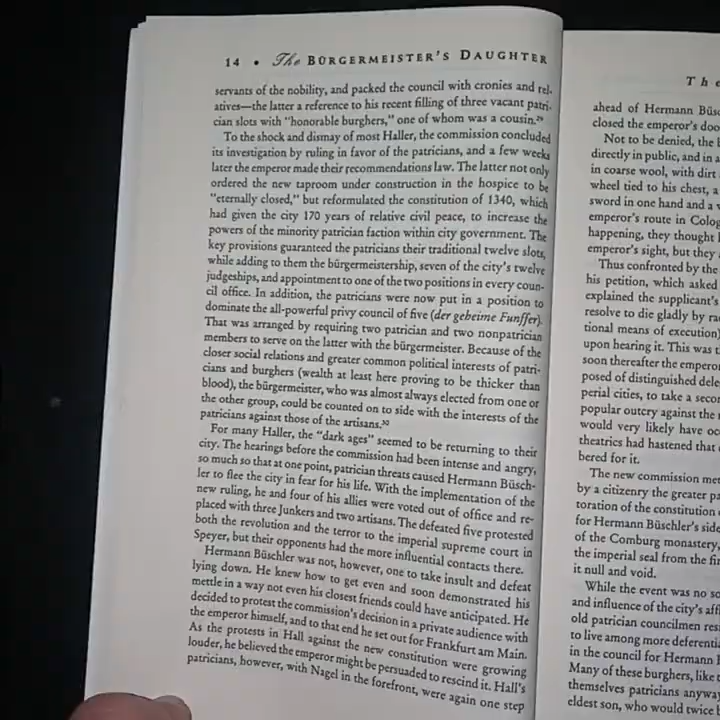 14 • The BÜRGERMEISTER'S DAUGHTER
servants of the nobility, and packed the council with cronies and rel-
atives—the latter a reference to his recent filling of three vacant patri-
cian slots with "honorable burghers," one of whom was a cousin.29
To the shock and dismay of most Haller, the commission concluded
its investigation by ruling in favor of the patricians, and a few weeks
later the emperor made their recommendations law. The latter not only
ordered the new taproom under construction in the hospice to be
"eternally closed," but reformulated the constitution of 1340, which
had given the city 170 years of relative civil peace, to increase the
powers of the minority patrician faction within city government. The
key provisions guaranteed the patricians their traditional twelve slots,
while adding to them the bürgermeistership, seven of the city's twelve
judgeships, and appointment to one of the two positions in every coun-
cil office. In addition, the patricians were now put in a position to
dominate the all-powerful privy council of five (der geheime Funffer).
That was arranged by requiring two patrician and two nonpatrician
members to serve on the latter with the bürgermeister. Because of the
closer social relations and greater common political interests of patri-
cians and burghers (wealth at least here proving to be thicker than
blood), the bürgermeister, who was almost always elected from one or
the other group, could be counted on to side with the interests of the
patricians against those of the artisans.30
For many Haller, the "dark ages" seemed to be returning to their
city. The hearings before the commission had been intense and angry,
so much so that at one point, patrician threats caused Hermann Büsch-
ler to flee the city in fear for his life. With the implementation of the
new ruling, he and four of his allies were voted out of office and re-
placed with three Junkers and two artisans. The defeated five protested
both the revolution and the terror to the imperial supreme court in
Speyer, but their opponents had the more influential contacts there.
Hermann Büschler was not, however, one to take insult and defeat
lying down. He knew how to get even and soon demonstrated his
mettle in a way not even his closest friends could have anticipated. He
decided to protest the commission's decision in a private audience with
the emperor himself, and to that end he set out for Frankfurt am Main.
As the protests in Hall against the new constitution were growing
louder, he believed the emperor might be persuaded to rescind it. Hall's
patricians, however, with Nagel in the forefront, were again one step
The
ahead of Hermann Büsc
closed the emperor's doo
Not to be denied, the b
directly in public, and in a
in coarse wool, with dirt
wheel tied to his chest, a
sword in one hand and a
emperor's route in Colog
happening, they thought
emperor's sight, but they
Thus confronted by the
his petition, which asked
explained the supplicant's
resolve to die gladly by ra
tional means of execution)
upon hearing it. This was t
soon thereafter the empero
posed of distinguished dele
perial cities, to take a secon
popular outcry against the
would very likely have oc
theatrics had hastened that
bered for it.
The new commission met
by a citizenry the greater pa
toration of the constitution
for Hermann Büschler's side
of the Comburg monastery,
the imperial seal from the fir
it null and void.
While the event was no so
and influence of the city's aff
old patrician councilmen res
to live among more deferentia
in the council for Hermann
Many of these burghers, like t
themselves patricians anyway
eldest son, who would twice b